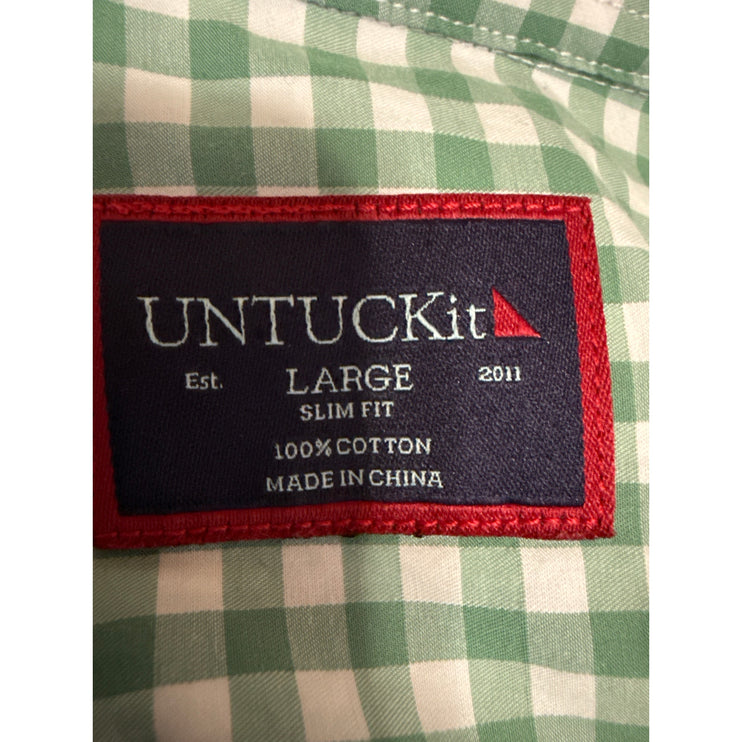 UNTUCKit
Est. LARGE 2011
SLIM FIT
100% COTTON
MADE IN CHINA